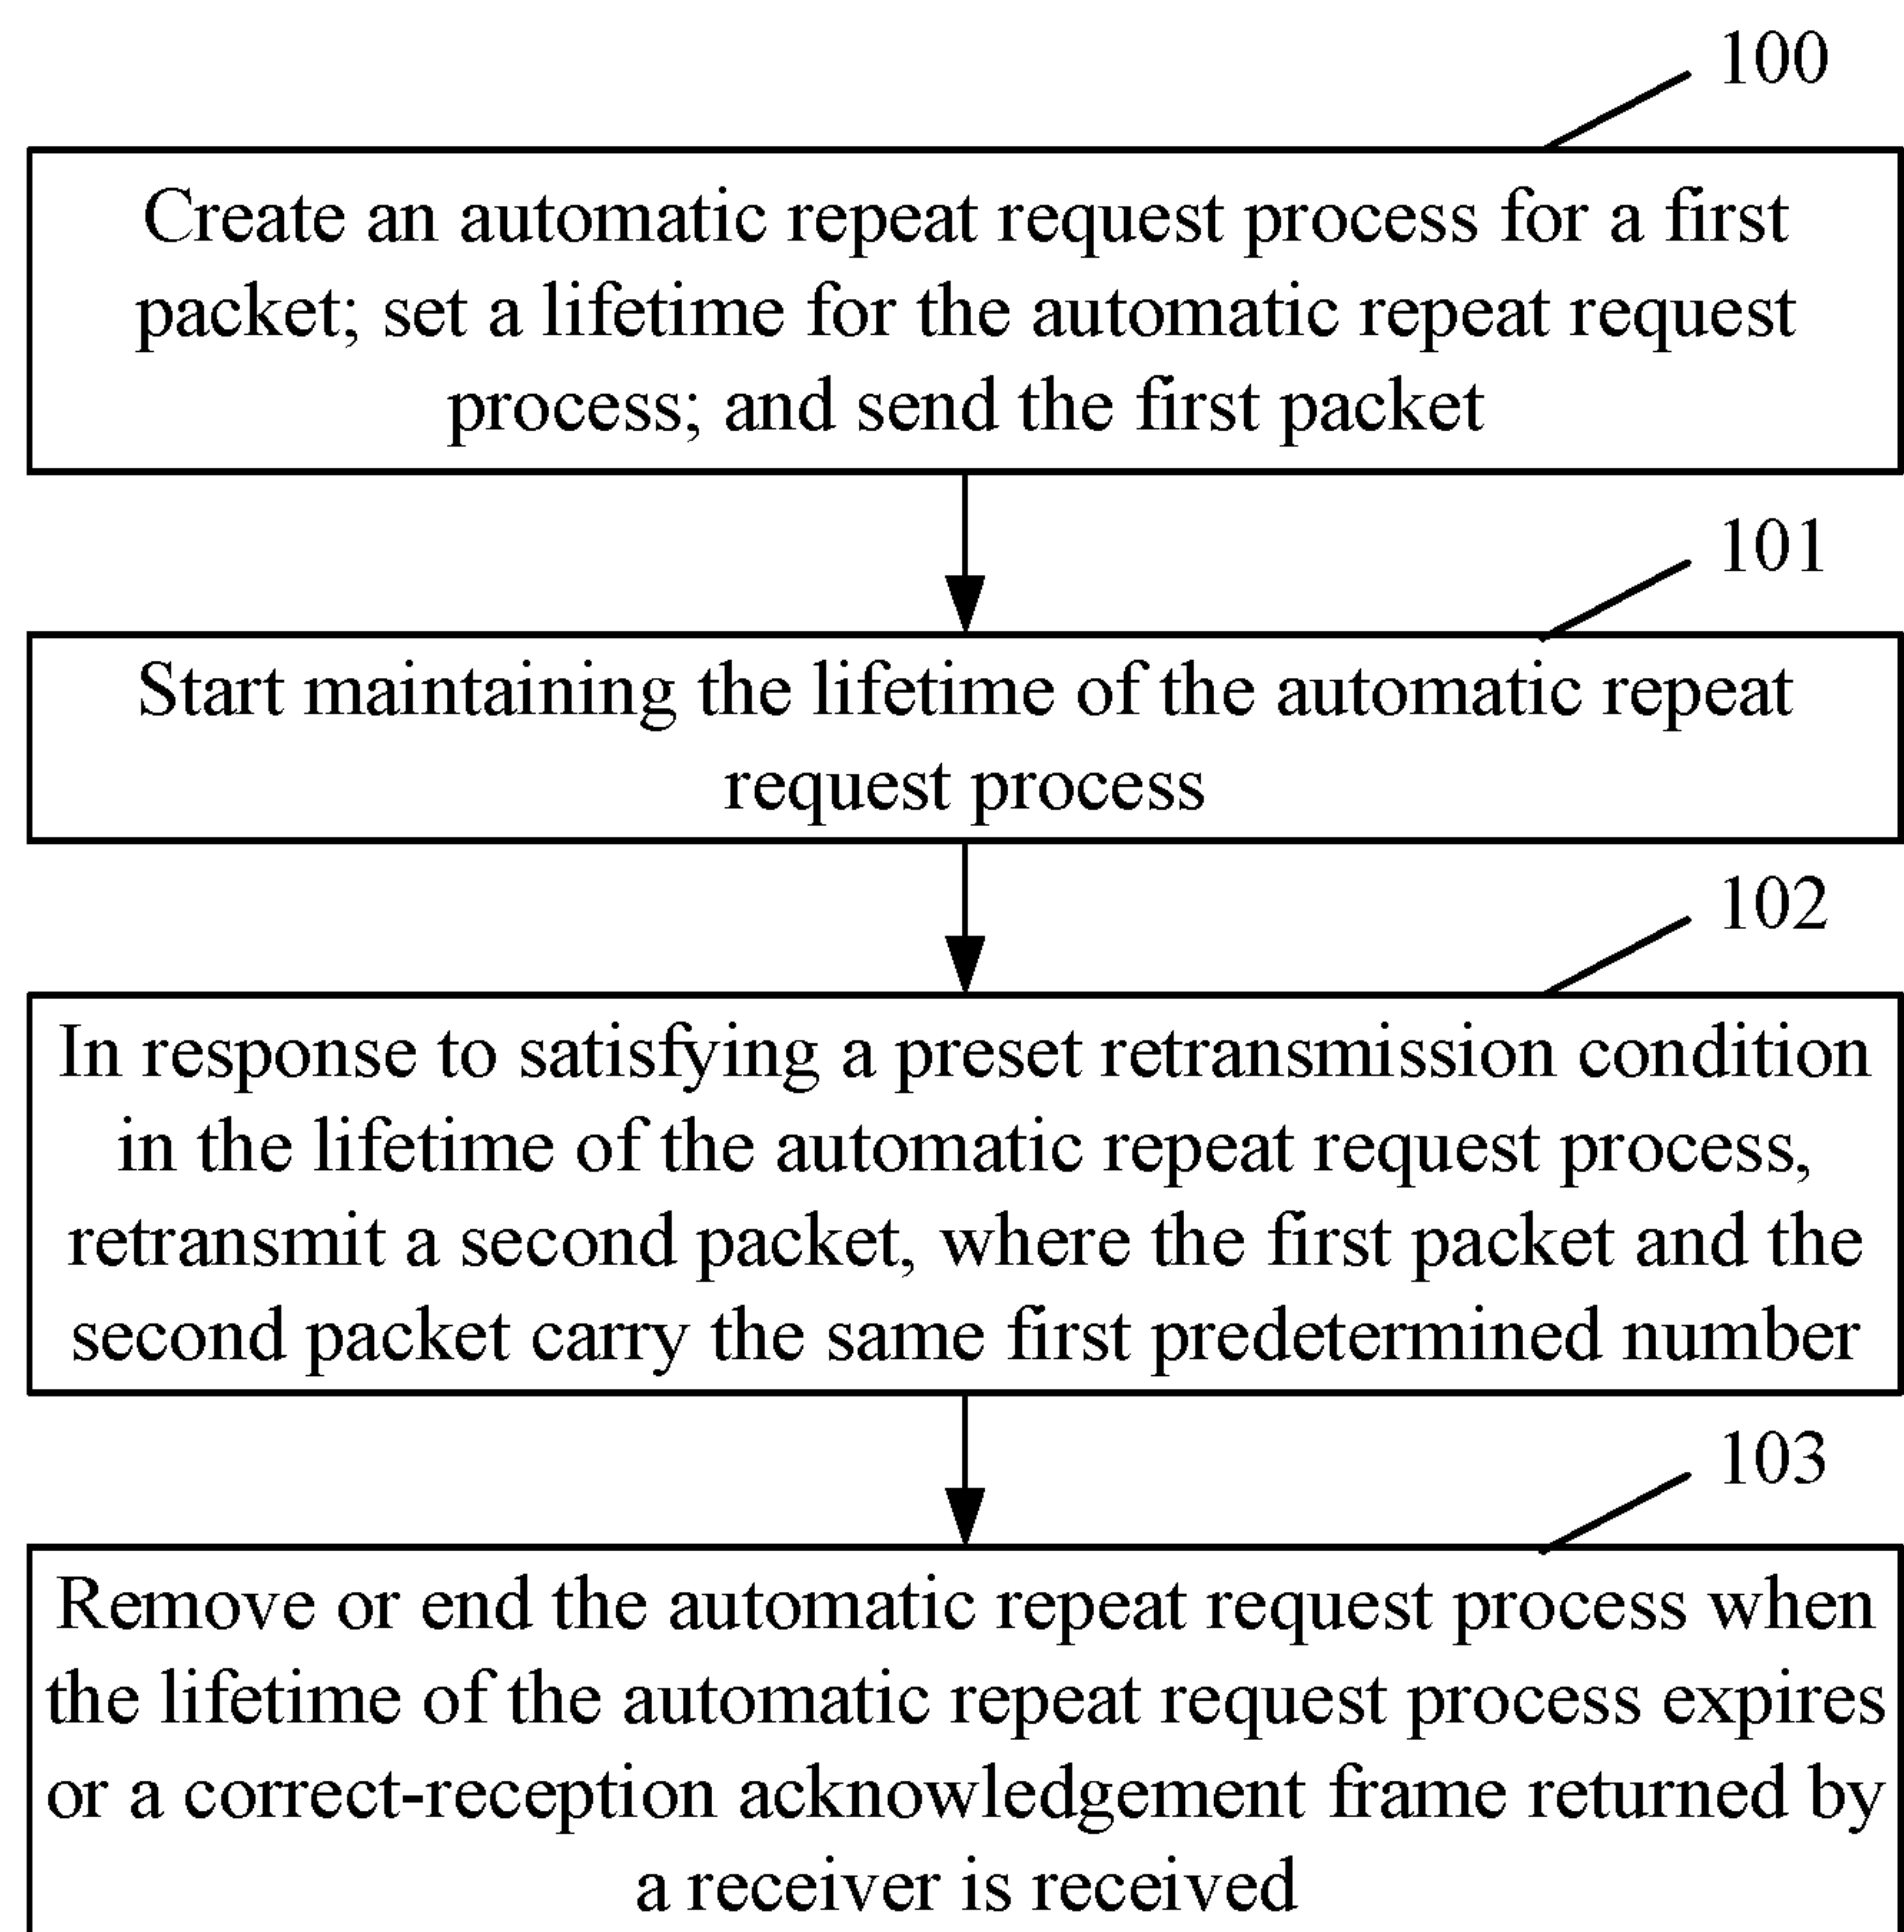 100
Create an automatic repeat request process for a first
packet; set a lifetime for the automatic repeat request
process; and send the first packet
101
Start maintaining the lifetime of the automatic repeat
request process
102
In response to satisfying a preset retransmission condition
in the lifetime of the automatic repeat request process,
retransmit a second packet, where the first packet and the
second packet carry the same first predetermined number
103
Remove or end the automatic repeat request process when
the lifetime of the automatic repeat request process expires
or a correct-reception acknowledgement frame returned by
a receiver is received